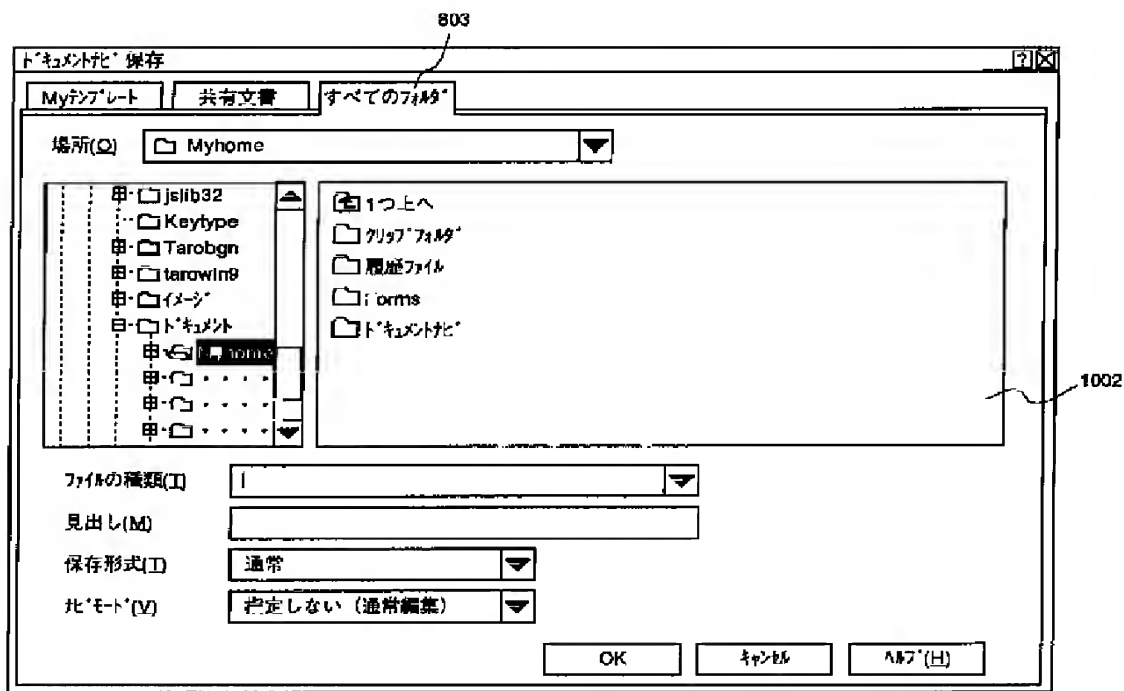 803
ﾄﾞｷｭﾒﾝﾄﾅﾋﾞ 保存
Myﾃﾝﾌﾟﾚｰﾄ 共有文書 すべてのﾌｫﾙﾀﾞ
場所(O) Myhome
jslib32
Keytype
Tarobgn
tarowin9
ｲﾒｰｼﾞ
ﾄﾞｷｭﾒﾝﾄ
1つ上へ
ｸﾘｯﾌﾟﾌｫﾙﾀﾞ
履歴ﾌｧｲﾙ
Forms
ﾄﾞｷｭﾒﾝﾄﾅﾋﾞ
1002
ﾌｧｲﾙの種類(T)
見出し(M)
保存形式(T) 通常
ﾅﾋﾞﾓｰﾄﾞ(V) 指定しない（通常編集）
OK ｷｬﾝｾﾙ ﾍﾙﾌﾟ(H)